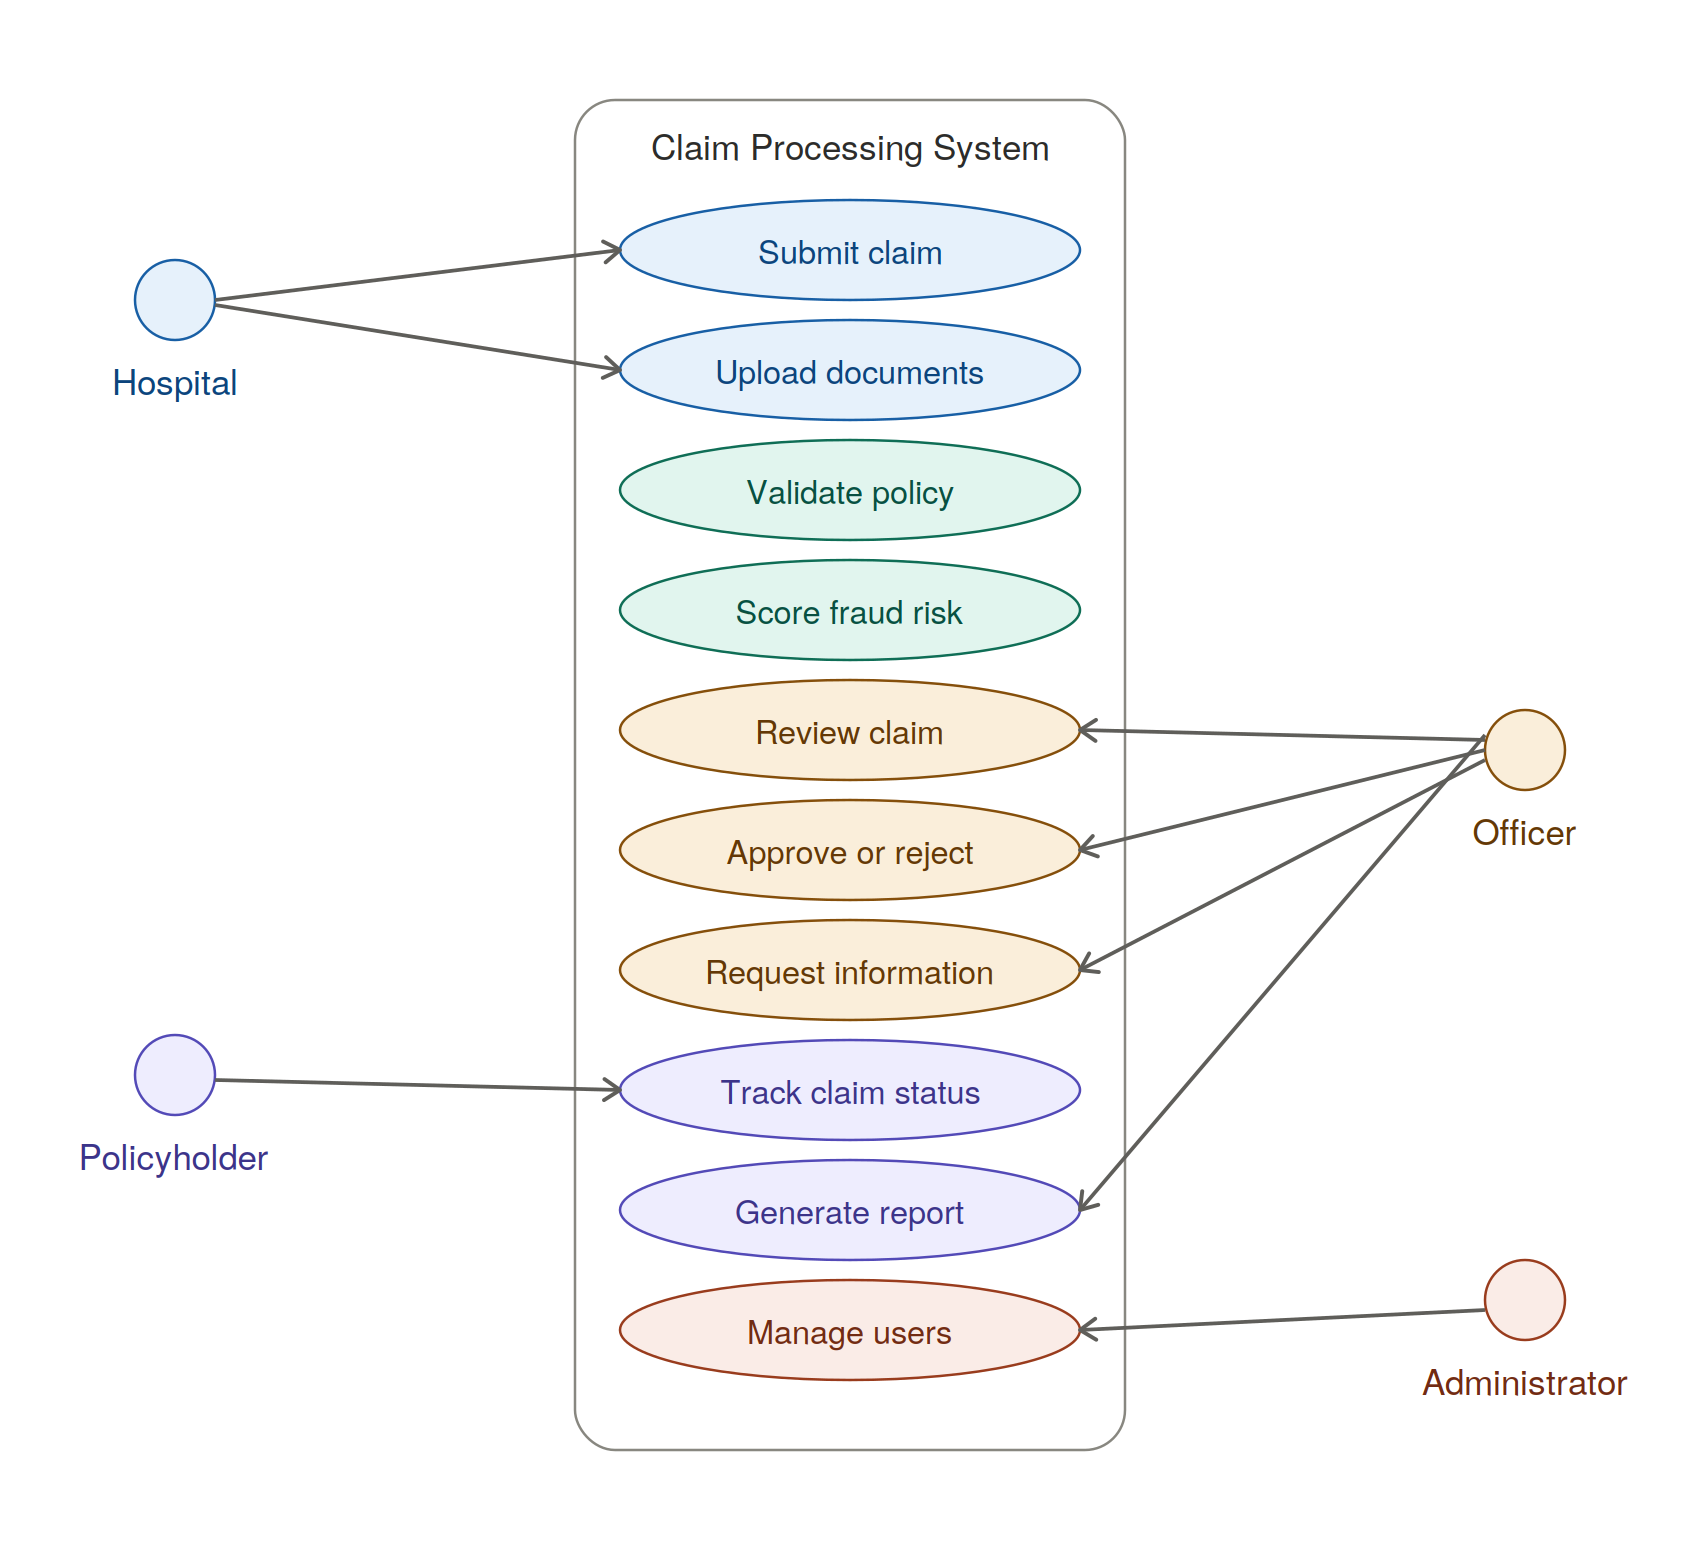 Claim Processing System
Submit claim
Upload documents
Hospital
Validate policy
Score fraud risk
Review claim
Officer
Approve or reject
Request information
Track claim status
Policyholder
Generate report
Manage users
Administrator